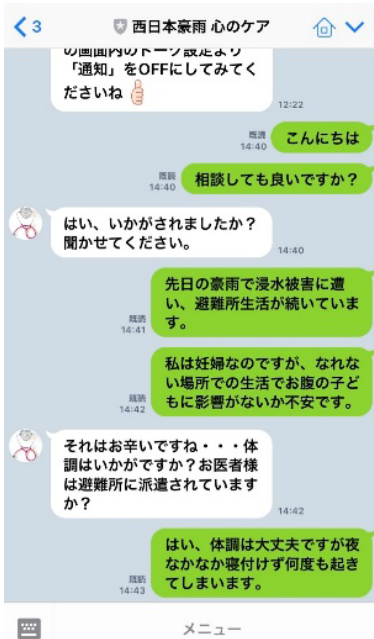 3
西日本豪雨 心のケア
の画面内のトーク設定より
「通知」をOFFにしてみてく
ださいね
12:22
既読
14:40
こんにちは
既読
14:40
相談しても良いですか？
はい、いかがされましたか？
聞かせてください。
14:40
先日の豪雨で浸水被害に遭
い、避難所生活が続いていま
す。
既読
14:41
私は妊婦なのですが、なれな
い場所での生活でお腹の子ど
もに影響がないか不安です。
既読
14:42
それはお辛いですね・・・体
調はいかがですか？お医者様
は避難所に派遣されています
か？
14:42
はい、体調は大丈夫ですが夜
なかなか寝付けず何度も起き
てしまいます。
既読
14:43
メニュー